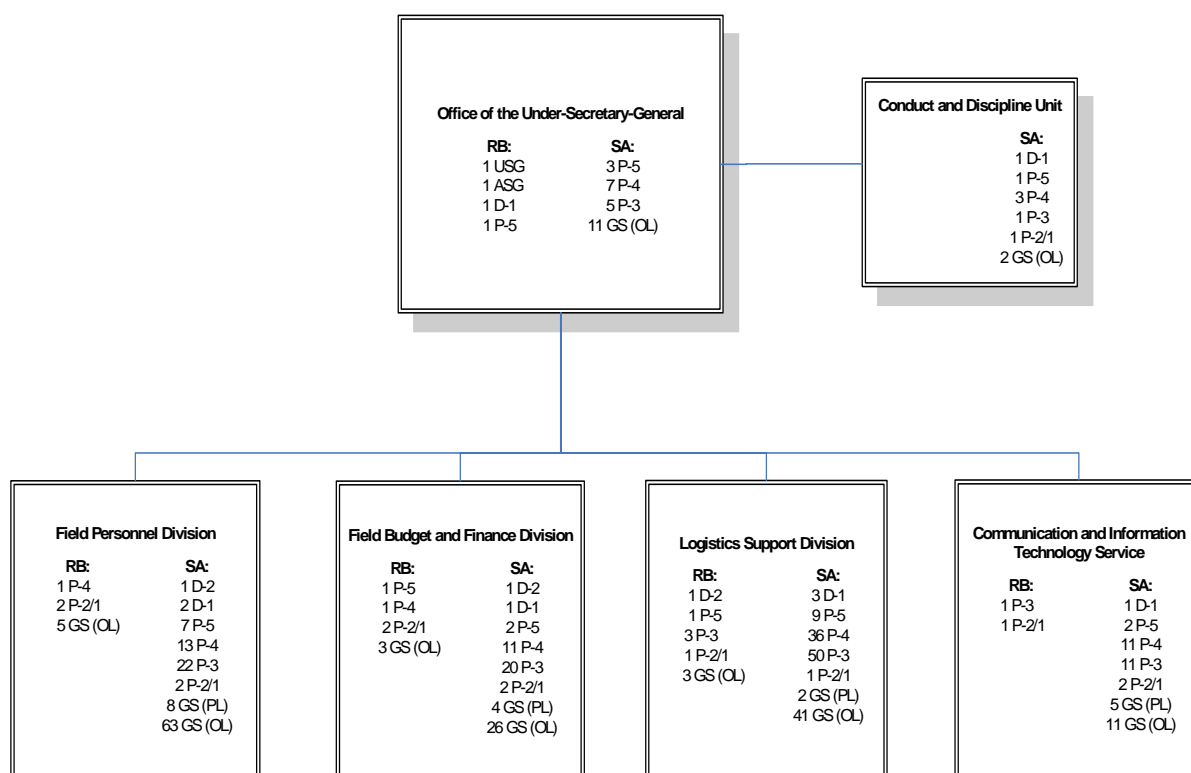 Office of the Under-Secretary-General
RB: SA:
1 USG 3 P-5
1 ASG 7 P-4
1 D-1 5 P-3
1 P-5 11 GS (OL)
Conduct and Discipline Unit
SA:
1 D-1
1 P-5
3 P-4
1 P-3
1 P-2/1
2 GS (OL)
Field Personnel Division
RB: SA:
1 P-4 1 D-2
2 P-2/1 2 D-1
5 GS (OL) 7 P-5
13 P-4
22 P-3
2 P-2/1
8 GS (PL)
63 GS (OL)
Field Budget and Finance Division
RB: SA:
1 P-5 1 D-2
1 P-4 1 D-1
2 P-2/1 2 P-5
3 GS (OL) 11 P-4
20 P-3
2 P-2/1
4 GS (PL)
26 GS (OL)
Logistics Support Division
RB: SA:
1 D-2 3 D-1
1 P-5 9 P-5
3 P-3 36 P-4
1 P-2/1 50 P-3
3 GS (OL) 1 P-2/1
2 GS (PL)
41 GS (OL)
Communication and Information
Technology Service
RB: SA:
1 P-3 1 D-1
1 P-2/1 2 P-5
11 P-4
11 P-3
2 P-2/1
5 GS (PL)
11 GS (OL)